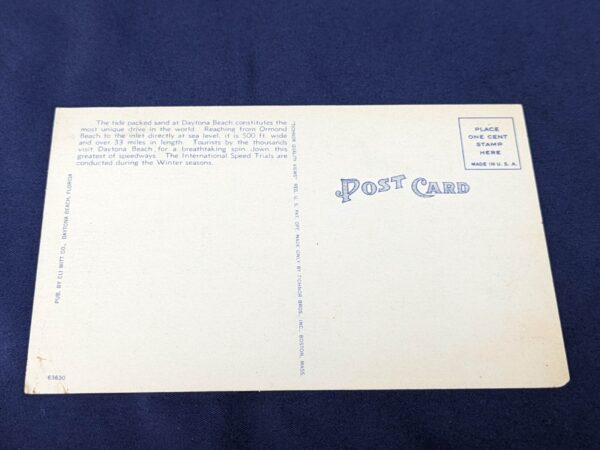 The tide packed sand at Daytona Beach constitutes the
most unique drive in the world. Reaching from Ormond
Beach to the inlet directly at sea level, it is 500 ft. wide
and over 33 miles in length. Tourists by the thousands
visit Daytona Beach for a breathtaking spin down this
greatest of speedways. The International Speed Trials are
conducted during the Winter seasons.
PUB. BY ELI WITT CO., DAYTONA BEACH, FLORIDA
63630
"TICHNOR QUALITY VIEWS" REG. U. S. PAT. OFF. MADE ONLY BY TICHNOR BROS., INC., BOSTON, MASS.
POST CARD
PLACE
ONE CENT
STAMP
HERE
MADE IN U. S. A.